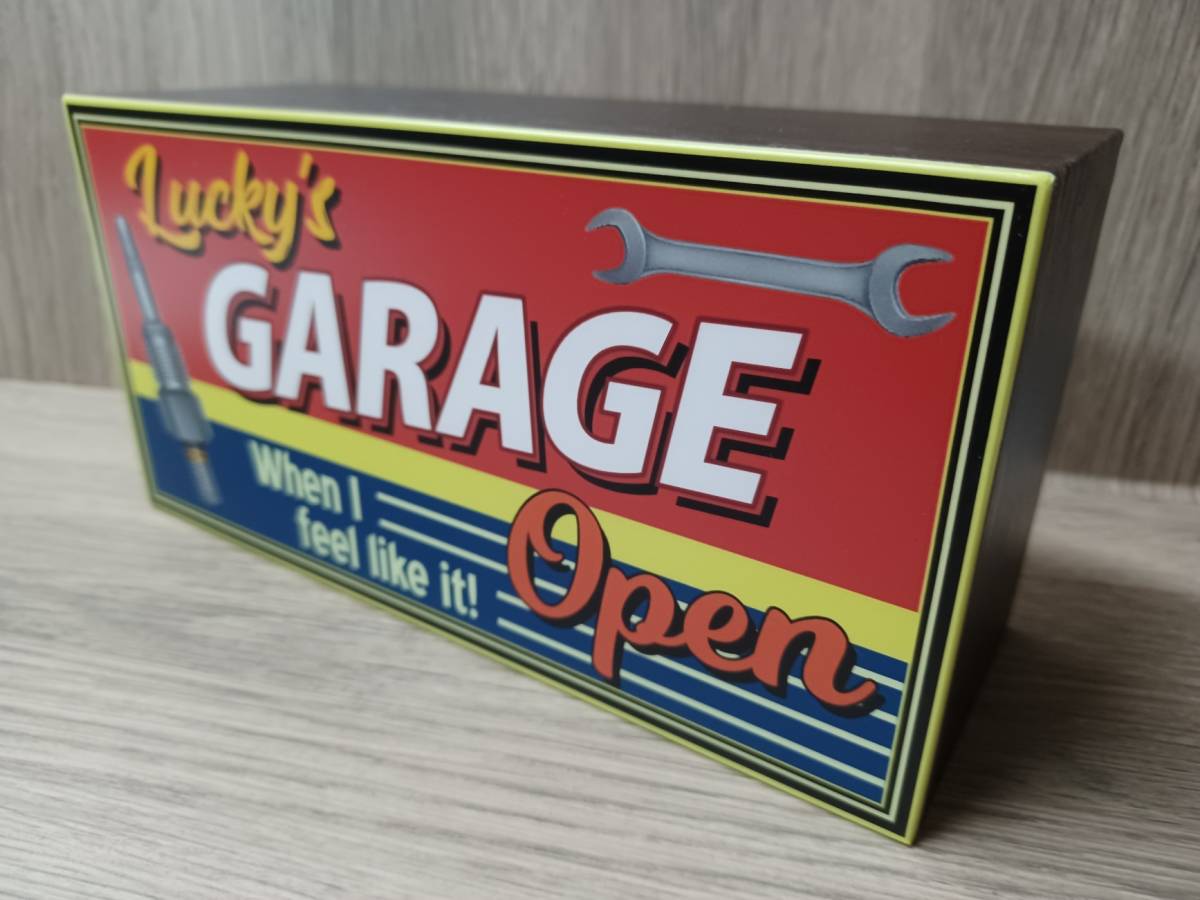 Lucky's
GARAGE
Open
When I
feel like it!